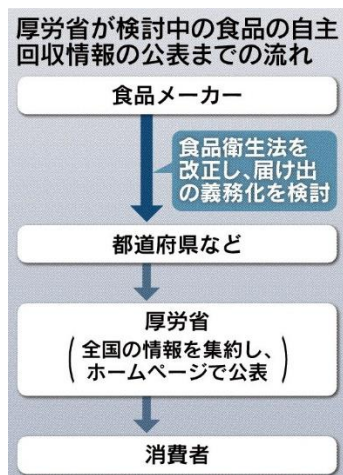 厚労省が検討中の食品の自主
回収情報の公表までの流れ
食品メーカー
食品衛生法を
改正し、届け出
の義務化を検討
都道府県など
厚労省
(全国の情報を集約し、
ホームページで公表)
消費者